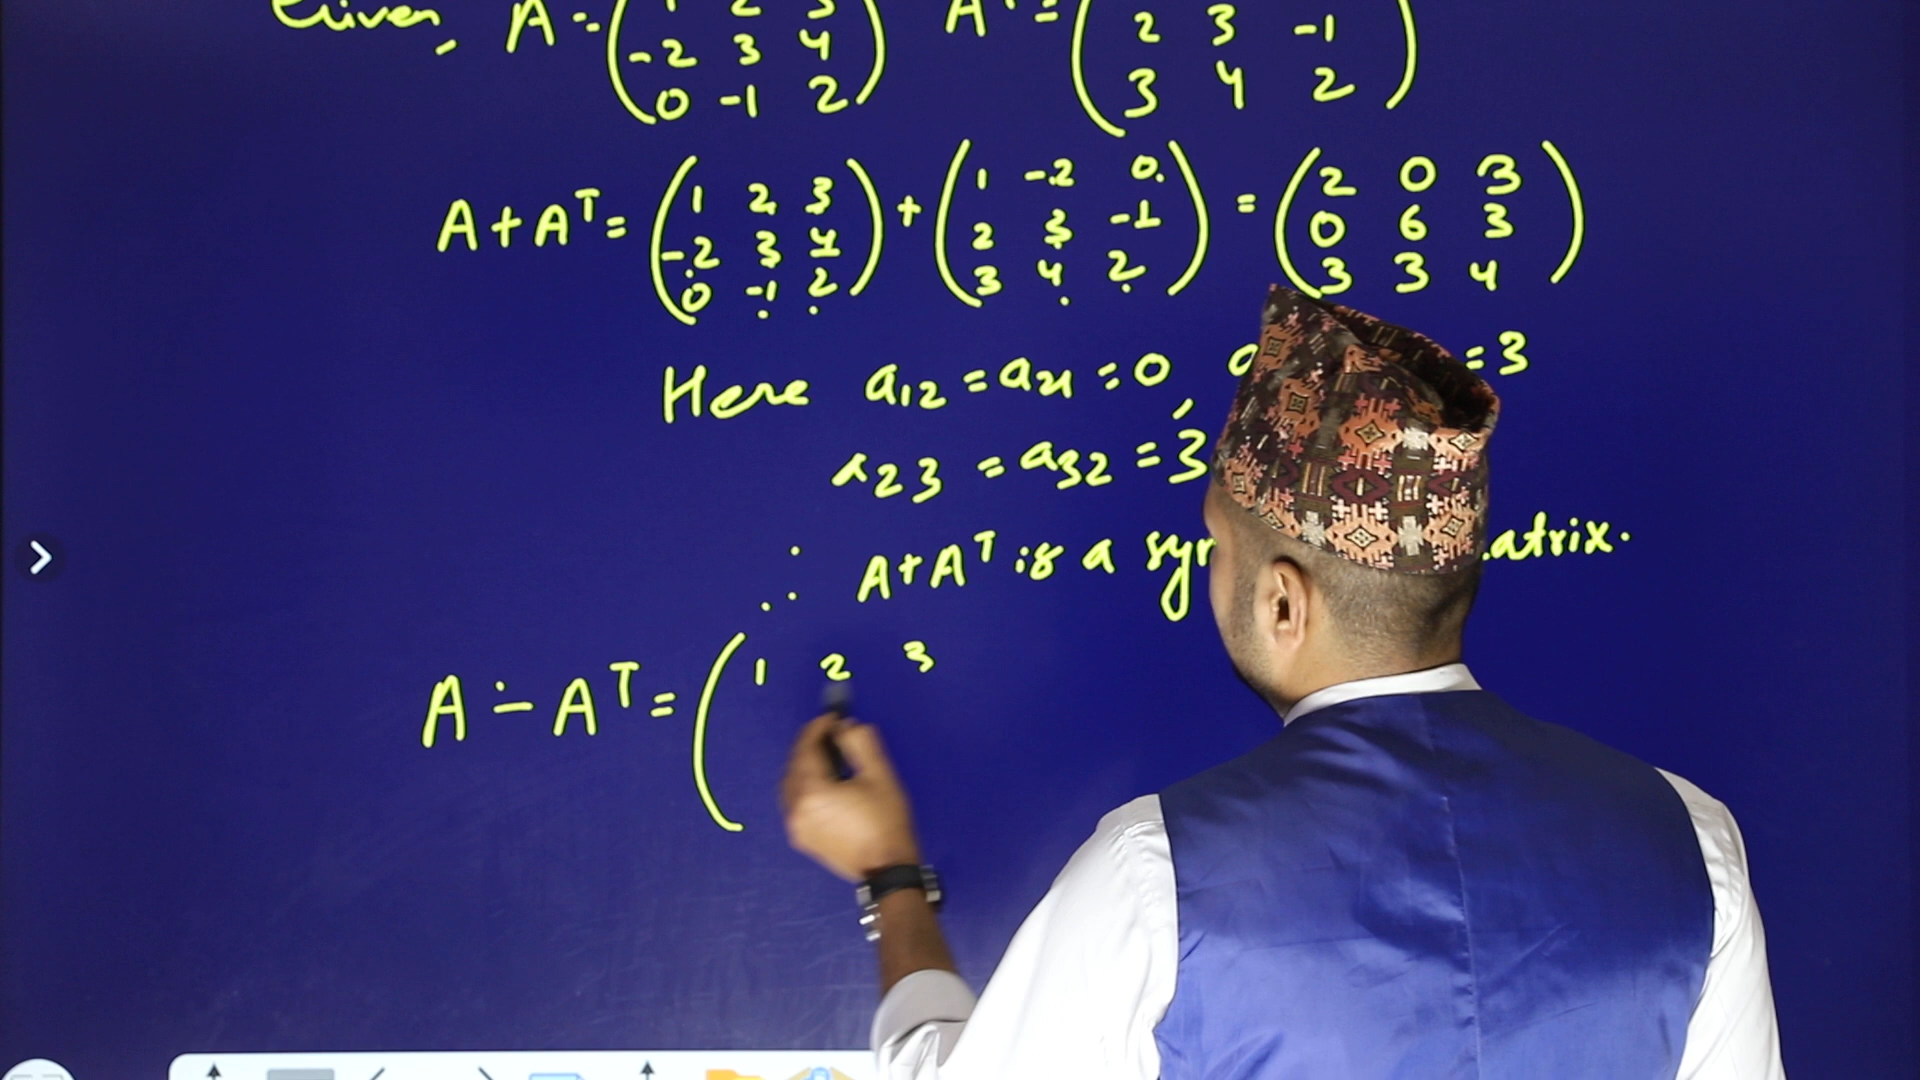 Given, A = ( 1 2 3 Aᵀ = (
-2 3 4 2 3 -1
0 -1 2 ) 3 4 2 )
A+Aᵀ = ( 1 2 3 + ( 1 -2 0 = ( 2 0 3
-2 3 4 2 3 -1 0 6 3
0 -1 2 ) 3 4 2 ) 3 3 4 )
Here a₁₂ = a₂₁ = 0, = 3
a₂₃ = a₃₂ = 3
∴ A+Aᵀ is a
A - Aᵀ = ( 1 2 3